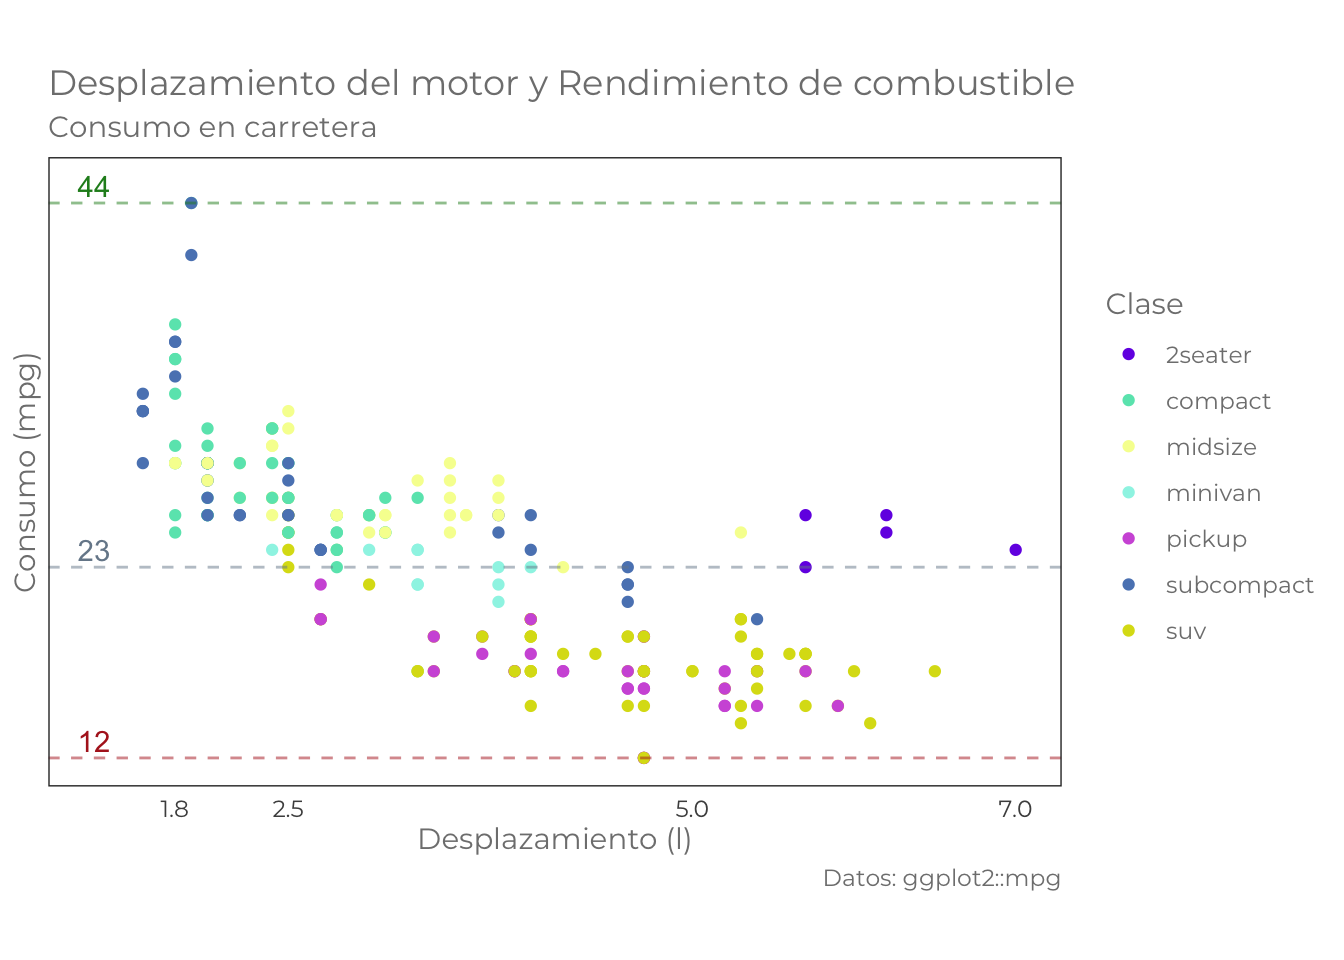 Desplazamiento del motor y Rendimiento de combustible
Consumo en carretera
44
23
12
Consumo (mpg)
1.8 2.5 5.0 7.0
Desplazamiento (l)
Datos: ggplot2::mpg
Clase
2seater
compact
midsize
minivan
pickup
subcompact
suv